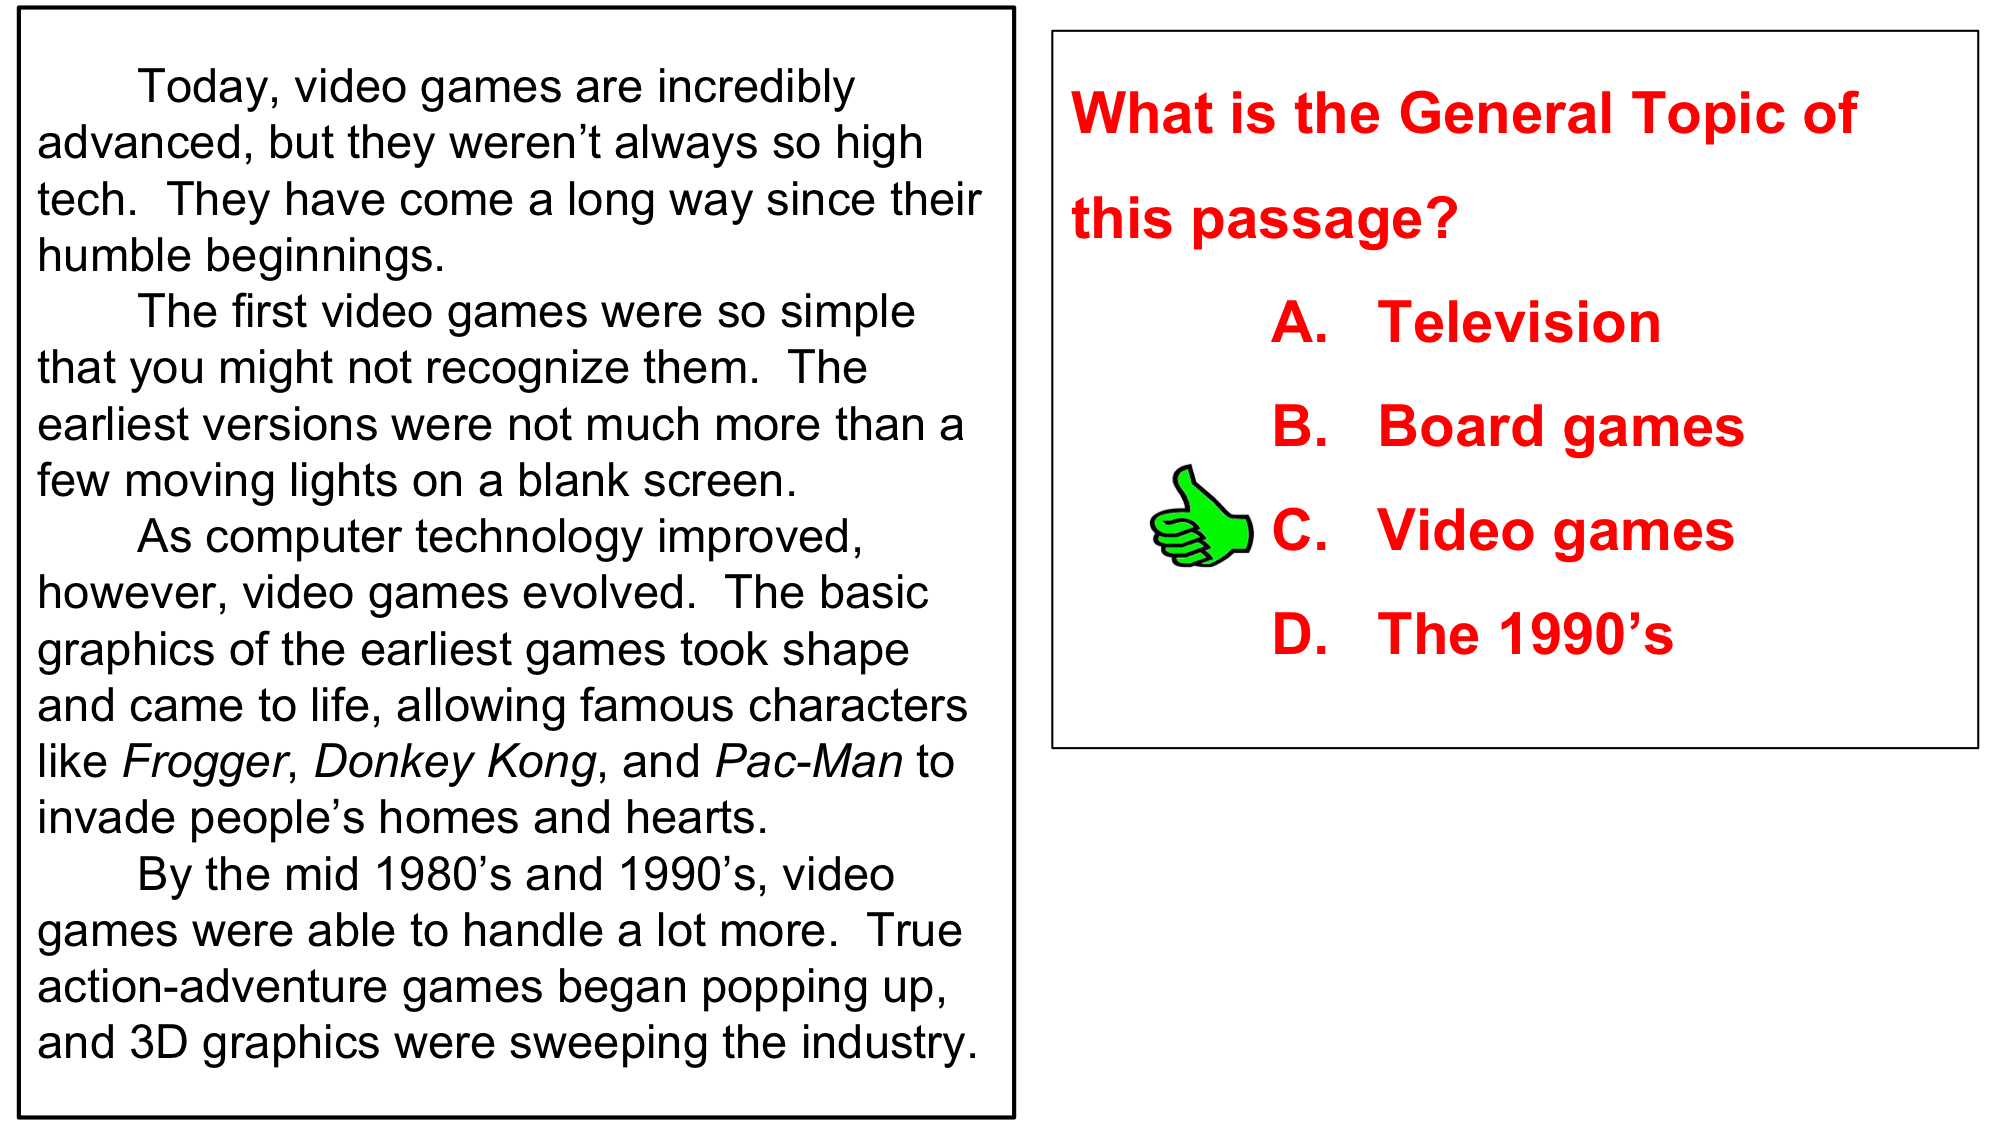 Today, video games are incredibly
advanced, but they weren’t always so high
tech.  They have come a long way since their
humble beginnings.
The first video games were so simple
that you might not recognize them.  The
earliest versions were not much more than a
few moving lights on a blank screen.
As computer technology improved,
however, video games evolved.  The basic
graphics of the earliest games took shape
and came to life, allowing famous characters
like Frogger, Donkey Kong, and Pac-Man to
invade people’s homes and hearts.
By the mid 1980’s and 1990’s, video
games were able to handle a lot more.  True
action-adventure games began popping up,
and 3D graphics were sweeping the industry.
What is the General Topic of
this passage?
A. Television
B. Board games
C. Video games
D. The 1990’s